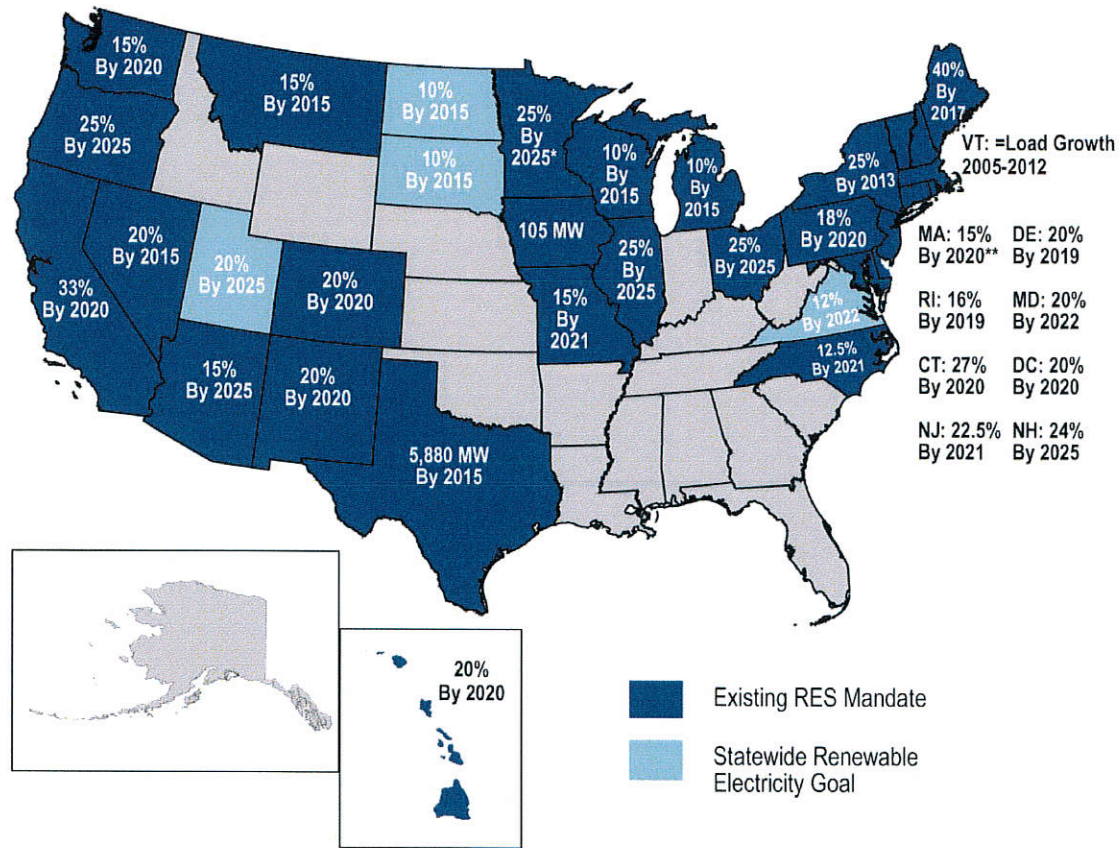 15%
By 2020
25%
By 2025
33%
By 2020
20%
By 2015
15%
By 2015
20%
By 2025
15%
By 2025
20%
By 2020
20%
By 2020
10%
By 2015
10%
By 2015
5,880 MW
By 2015
25%
By
2025*
105 MW
15%
By
2021
10%
By
2015
25%
By
2025
10%
By
2015
25%
By 2025
18%
By 2020
12%
By 2022
12.5%
By 2021
25%
By 2013
40%
By
2017
VT: =Load Growth
2005-2012
MA: 15%
By 2020**
DE: 20%
By 2019
RI: 16%
By 2019
MD: 20%
By 2022
CT: 27%
By 2020
DC: 20%
By 2020
NJ: 22.5%
By 2021
NH: 24%
By 2025
20%
By 2020
Existing RES Mandate
Statewide Renewable
Electricity Goal